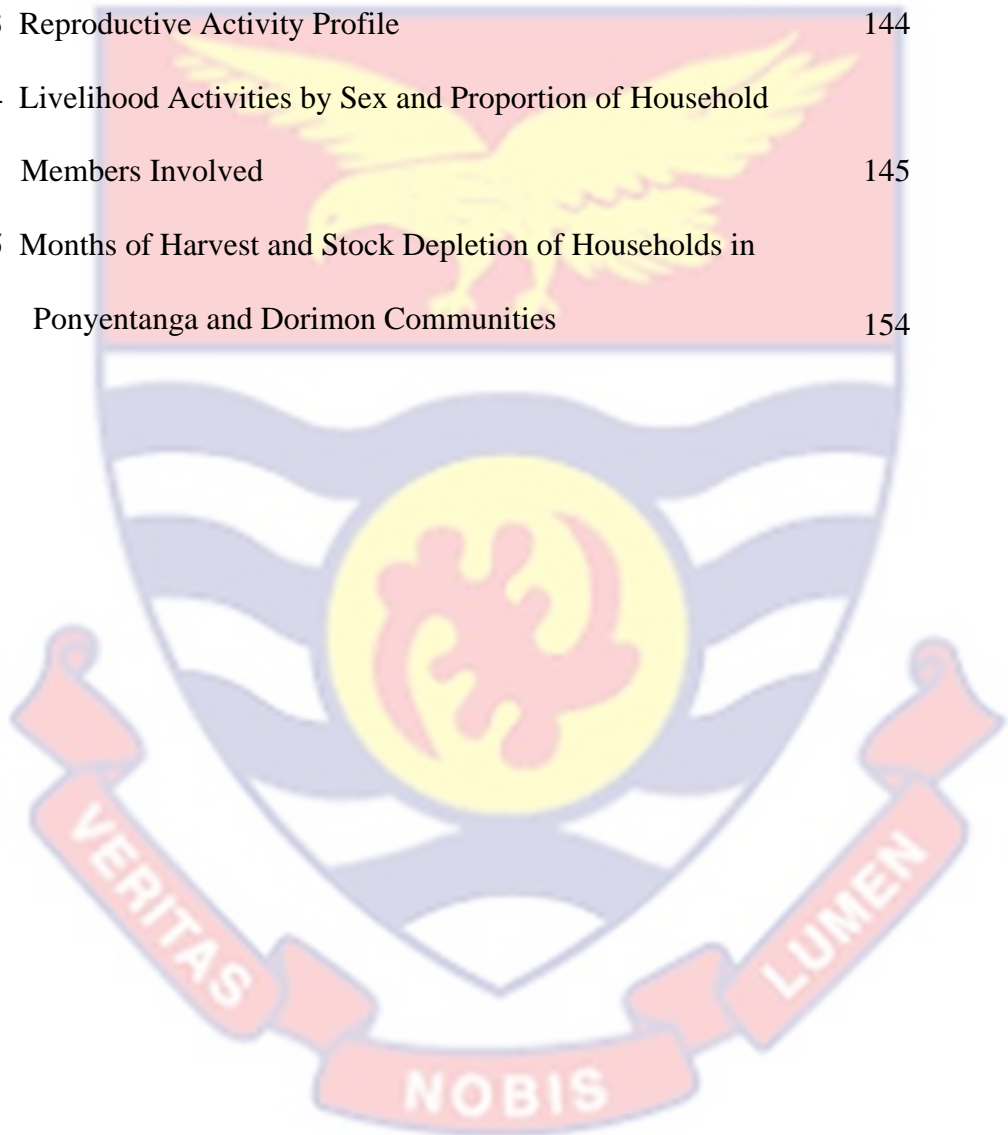 Reproductive Activity Profile 144
Livelihood Activities by Sex and Proportion of Household
Members Involved 145
Months of Harvest and Stock Depletion of Households in
Ponyentanga and Dorimon Communities 154
VERITAS
NOBIS
LUMEN